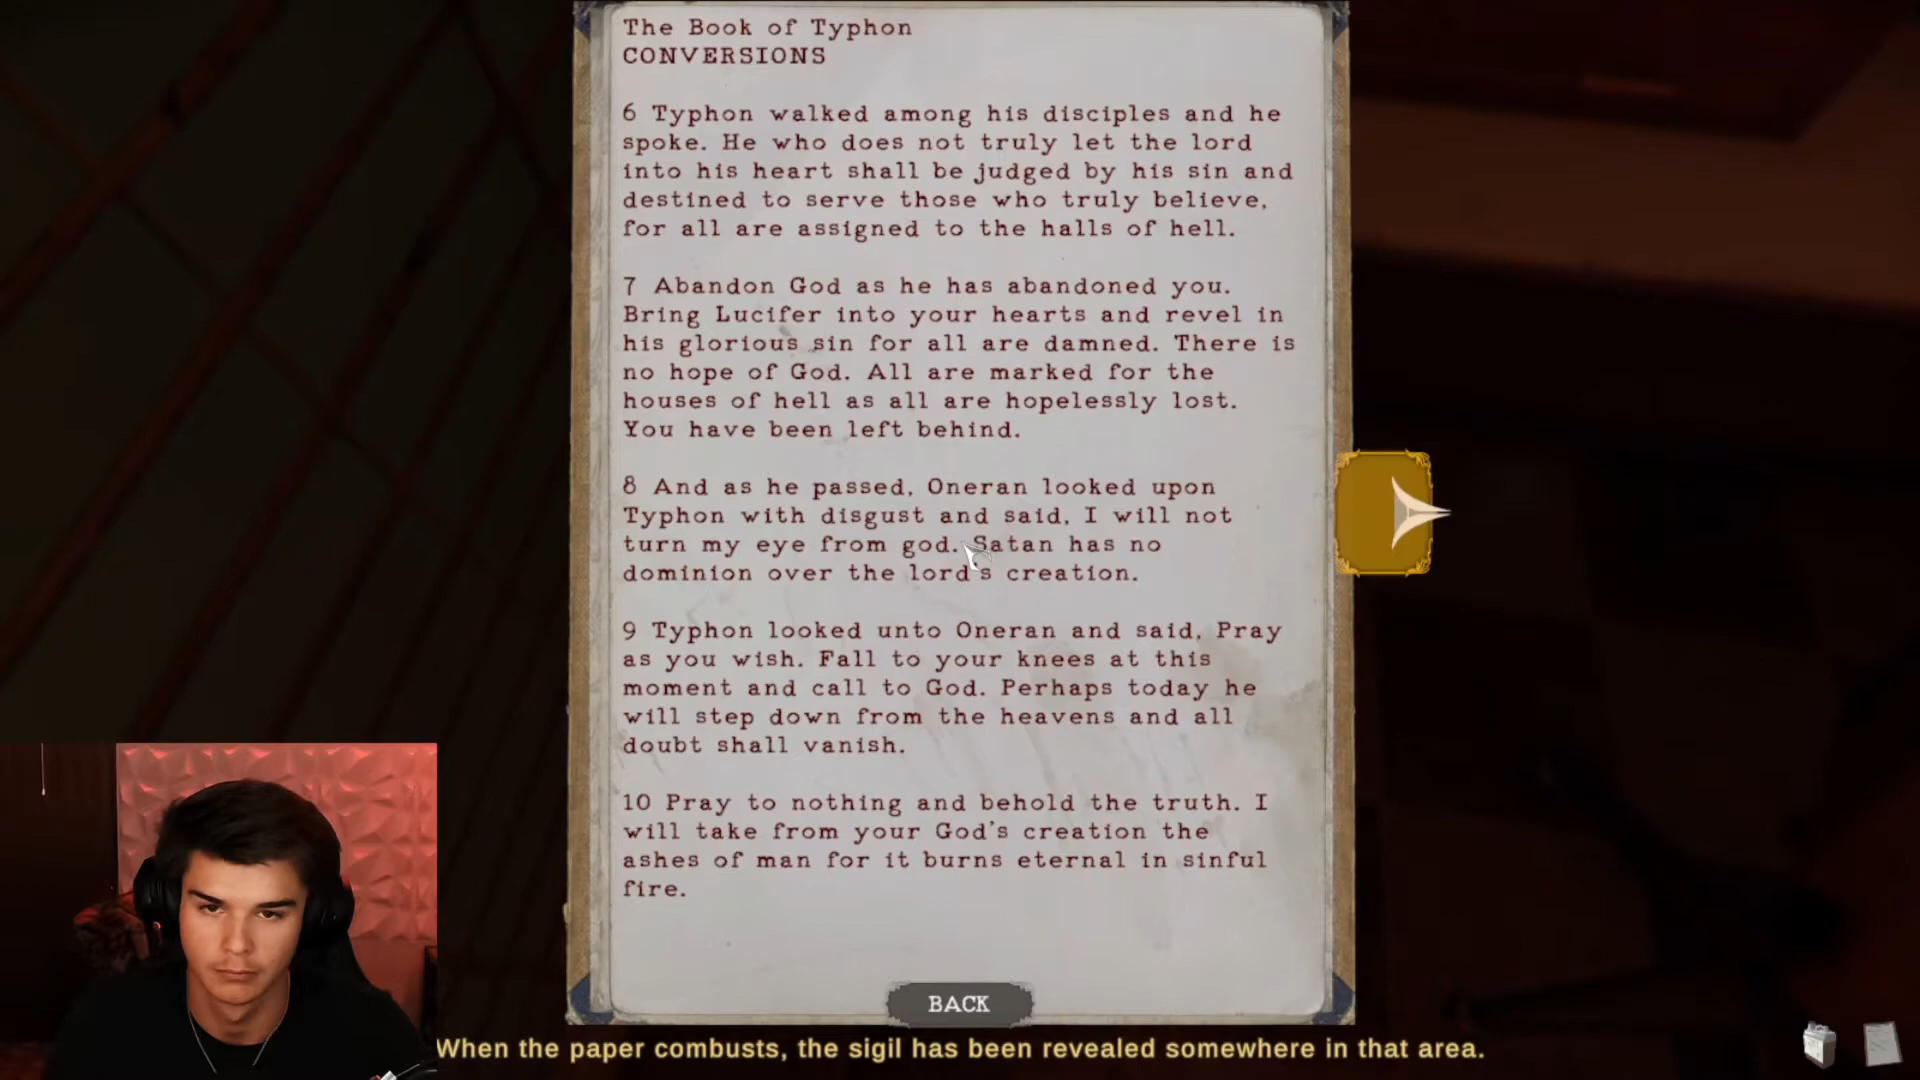 The Book of Typhon
CONVERSIONS
6 Typhon walked among his disciples and he
spoke. He who does not truly let the lord
into his heart shall be judged by his sin and
destined to serve those who truly believe,
for all are assigned to the halls of hell.
7 Abandon God as he has abandoned you.
Bring Lucifer into your hearts and revel in
his glorious sin for all are damned. There is
no hope of God. All are marked for the
houses of hell as all are hopelessly lost.
You have been left behind.
8 And as he passed, Oneran looked upon
Typhon with disgust and said, I will not
turn my eye from god. Satan has no
dominion over the lord's creation.
9 Typhon looked unto Oneran and said, Pray
as you wish. Fall to your knees at this
moment and call to God. Perhaps today he
will step down from the heavens and all
doubt shall vanish.
10 Pray to nothing and behold the truth. I
will take from your God's creation the
ashes of man for it burns eternal in sinful
fire.
BACK
When the paper combusts, the sigil has been revealed somewhere in that area.